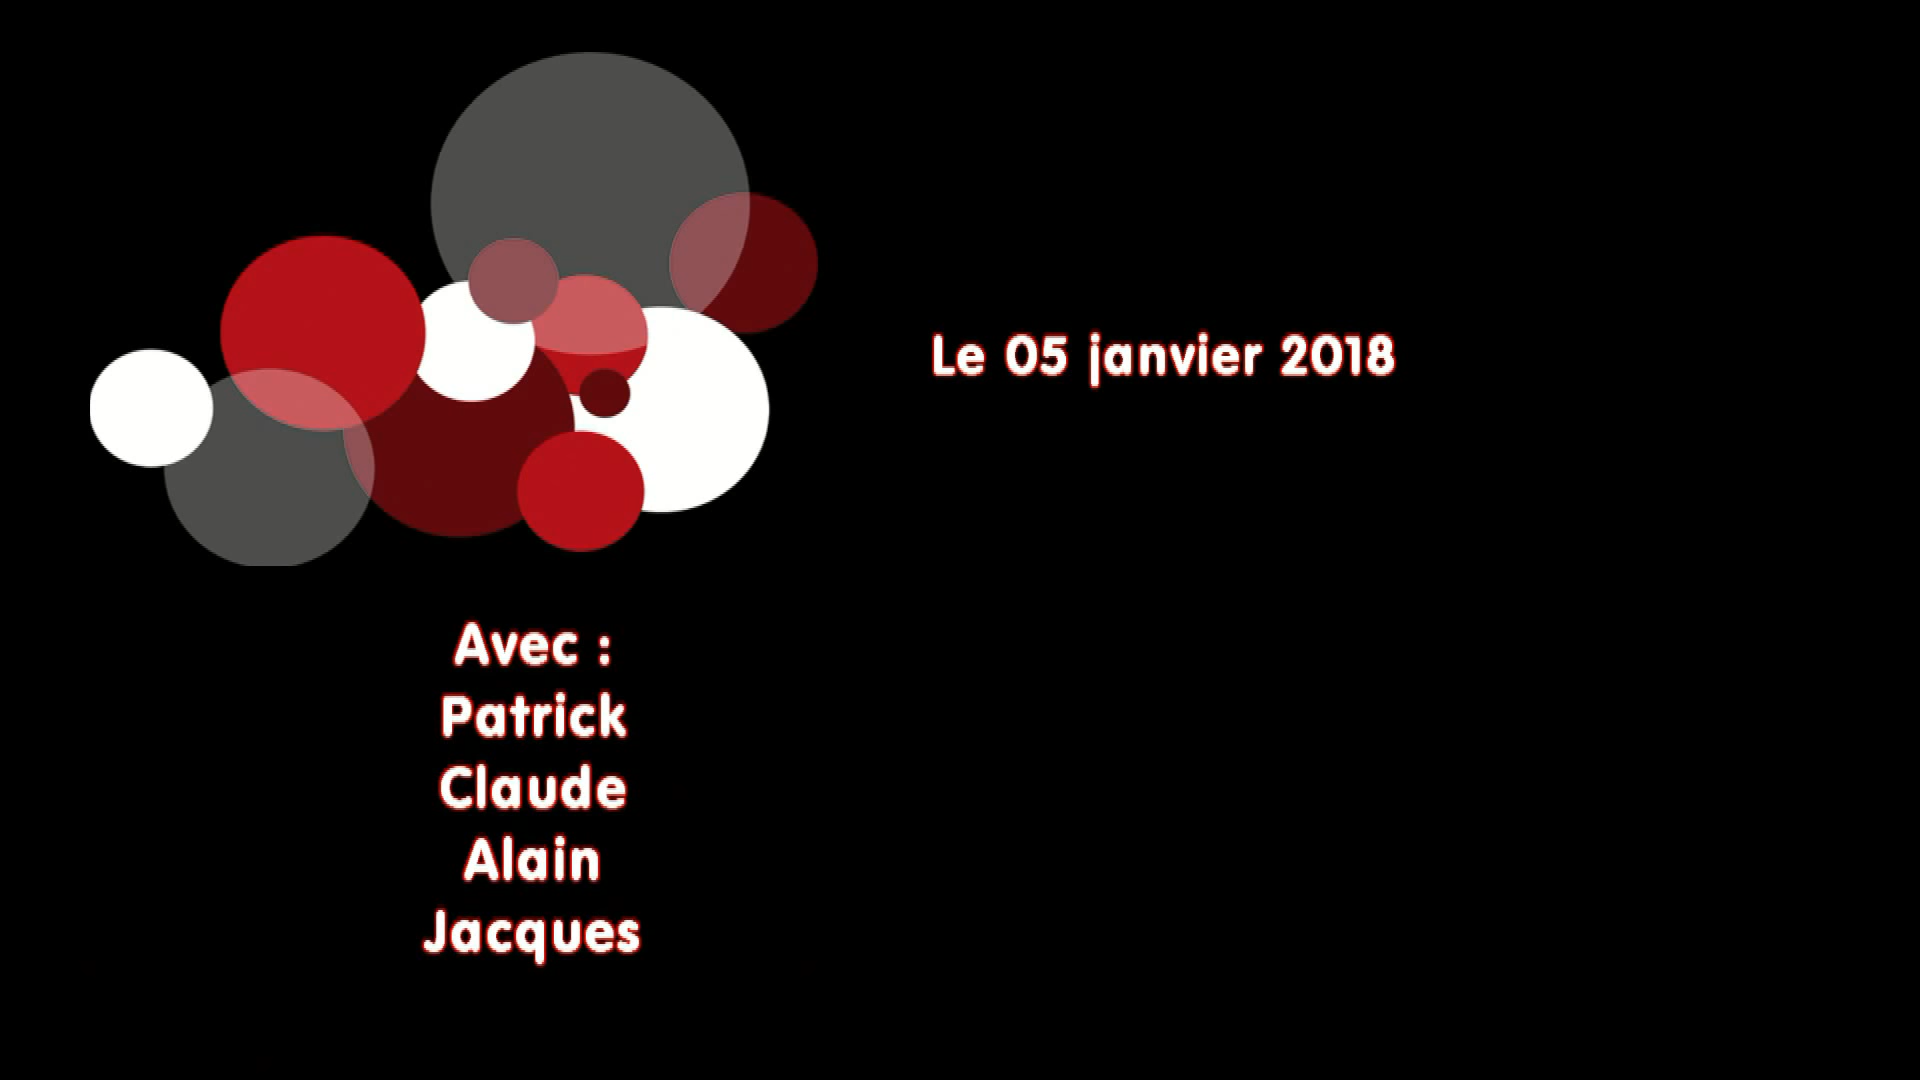 Le 05 janvier 2018
Avec :
Patrick
Claude
Alain
Jacques